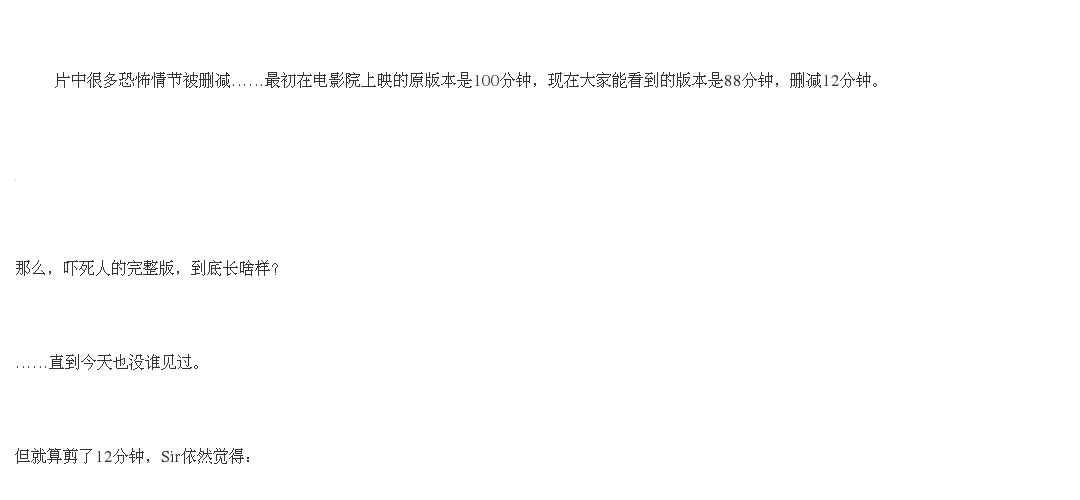 片中很多恐怖情节被删减……最初在电影院上映的原版本是100分钟，现在大家能看到的版本是88分钟，删减12分钟。
那么，吓死人的完整版，到底长啥样？
……直到今天也没谁见过。
但就算剪了12分钟，Sir依然觉得：